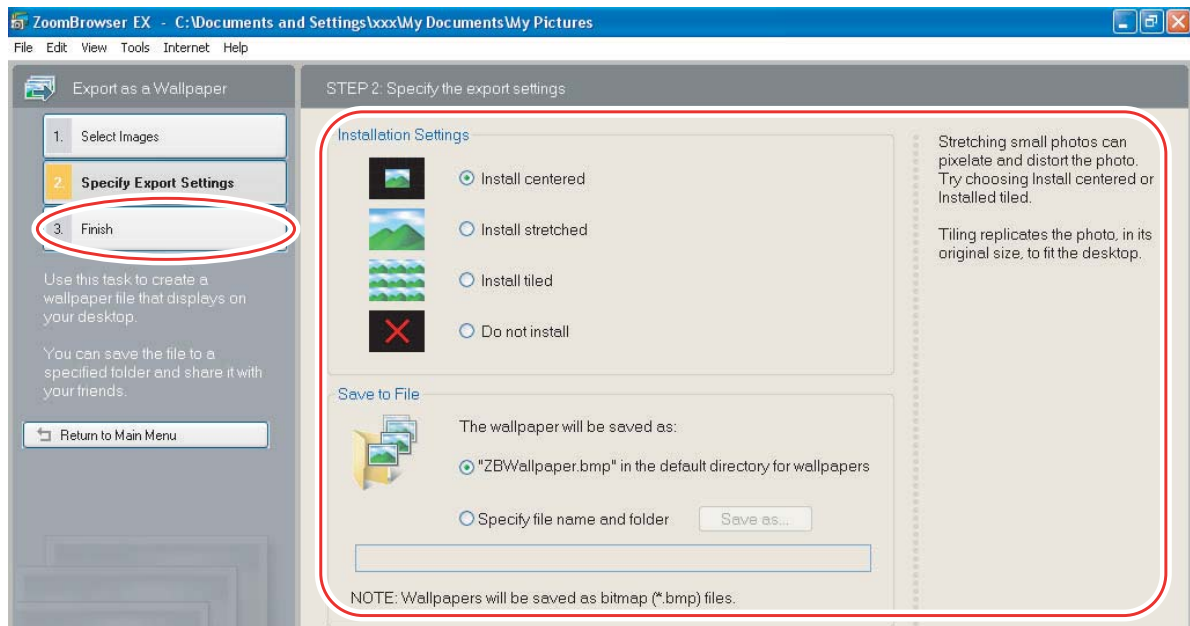 ZoomBrowser EX - C:\Documents and Settings\xxx\My Documents\My Pictures
File Edit View Tools Internet Help
Export as a Wallpaper
1. Select Images
2. Specify Export Settings
3. Finish
Use this task to create a
wallpaper file that displays on
your desktop.
You can save the file to a
specified folder and share it with
your friends.
Return to Main Menu
STEP 2: Specify the export settings
Installation Settings
Install centered
Install stretched
Install tiled
Do not install
Save to File
The wallpaper will be saved as:
"ZBWallpaper.bmp" in the default directory for wallpapers
Specify file name and folder
Save as...
NOTE: Wallpapers will be saved as bitmap (*.bmp) files.
Stretching small photos can
pixelate and distort the photo.
Try choosing Install centered or
Installed tiled.
Tiling replicates the photo, in its
original size, to fit the desktop.